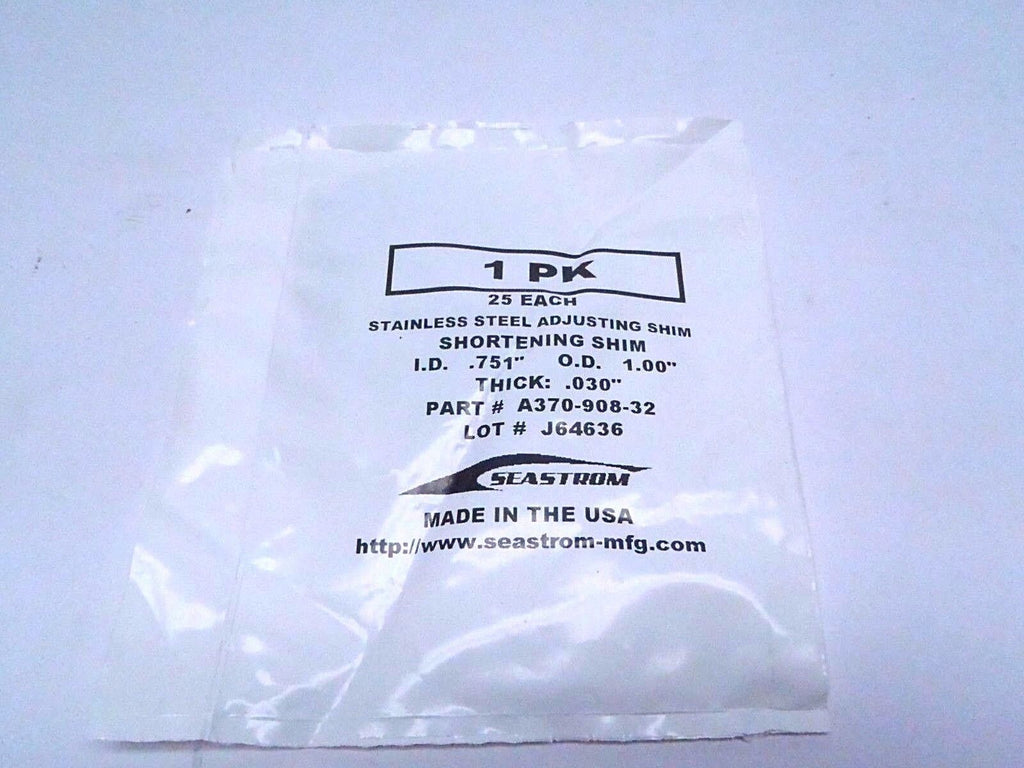 1 PK
25 EACH
STAINLESS STEEL ADJUSTING SHIM
SHORTENING SHIM
I.D. .751" O.D. 1.00"
THICK: .030"
PART # A370-908-32
LOT # J64636
SEASTROM
MADE IN THE USA
http://www.seastrom-mfg.com